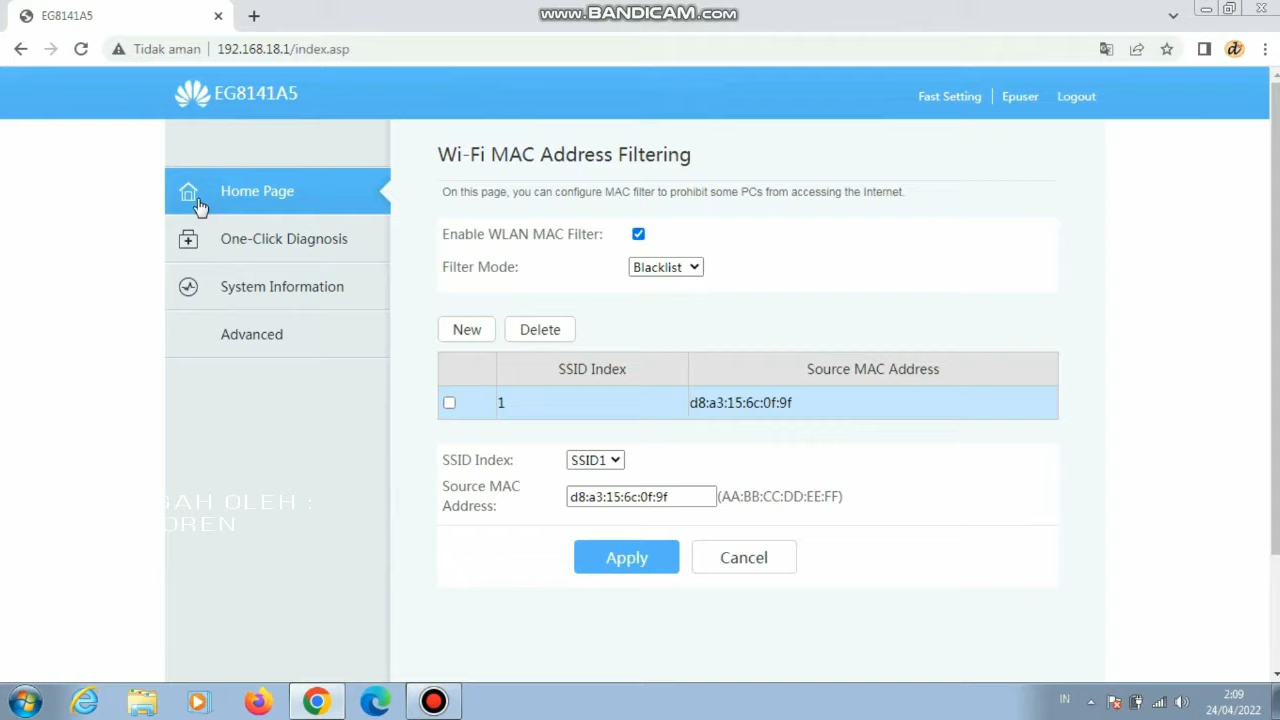 www.BANDICAM.com
EG8141A5
Tidak aman
192.168.18.1/index.asp
EG8141A5
Fast Setting
Epuser
Logout
Home Page
One-Click Diagnosis
System Information
Advanced
Wi-Fi MAC Address Filtering
On this page, you can configure MAC filter to prohibit some PCs from accessing the Internet.
Enable WLAN MAC Filter:
Filter Mode:
Blacklist
New
Delete
SSID Index
Source MAC Address
1
d8:a3:15:6c:0f:9f
SSID Index:
SSID1
Source MAC
Address:
d8:a3:15:6c:0f:9f
(AA:BB:CC:DD:EE:FF)
Apply
Cancel
GAH OLEH :
OREN
IN
2:09
24/04/2022